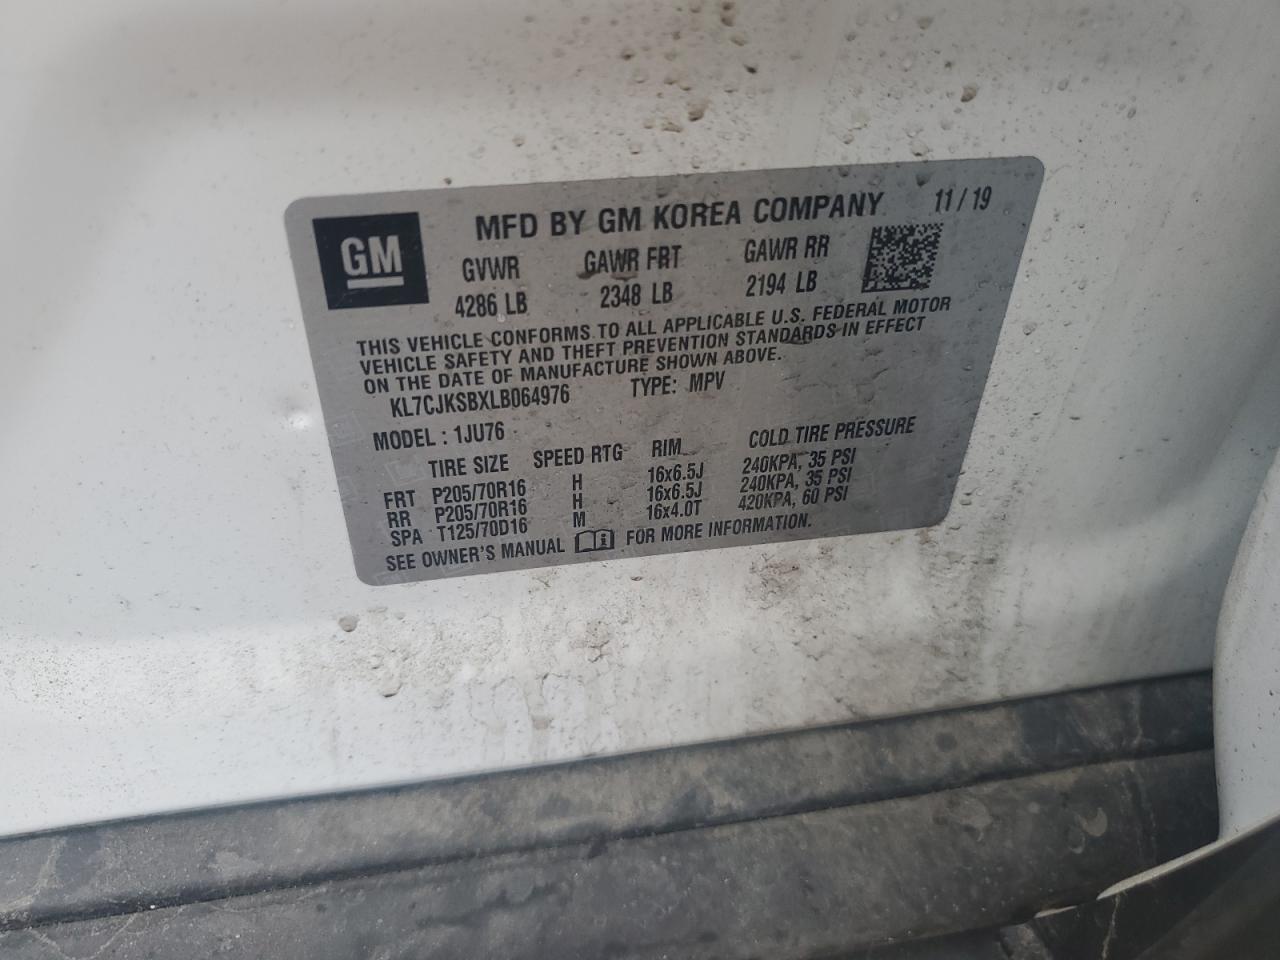 GM
MFD BY GM KOREA COMPANY 11 / 19
GVWR GAWR FRT GAWR RR
4286 LB 2348 LB 2194 LB
THIS VEHICLE CONFORMS TO ALL APPLICABLE U.S. FEDERAL MOTOR
VEHICLE SAFETY AND THEFT PREVENTION STANDARDS IN EFFECT
ON THE DATE OF MANUFACTURE SHOWN ABOVE.
KL7CJKSBXLB064976 TYPE: MPV
MODEL : 1JU76
TIRE SIZE SPEED RTG RIM COLD TIRE PRESSURE
FRT P205/70R16 H 16x6.5J 240KPA, 35 PSI
RR P205/70R16 H 16x6.5J 240KPA, 35 PSI
SPA T125/70D16 M 16x4.0T 420KPA, 60 PSI
SEE OWNER'S MANUAL FOR MORE INFORMATION.